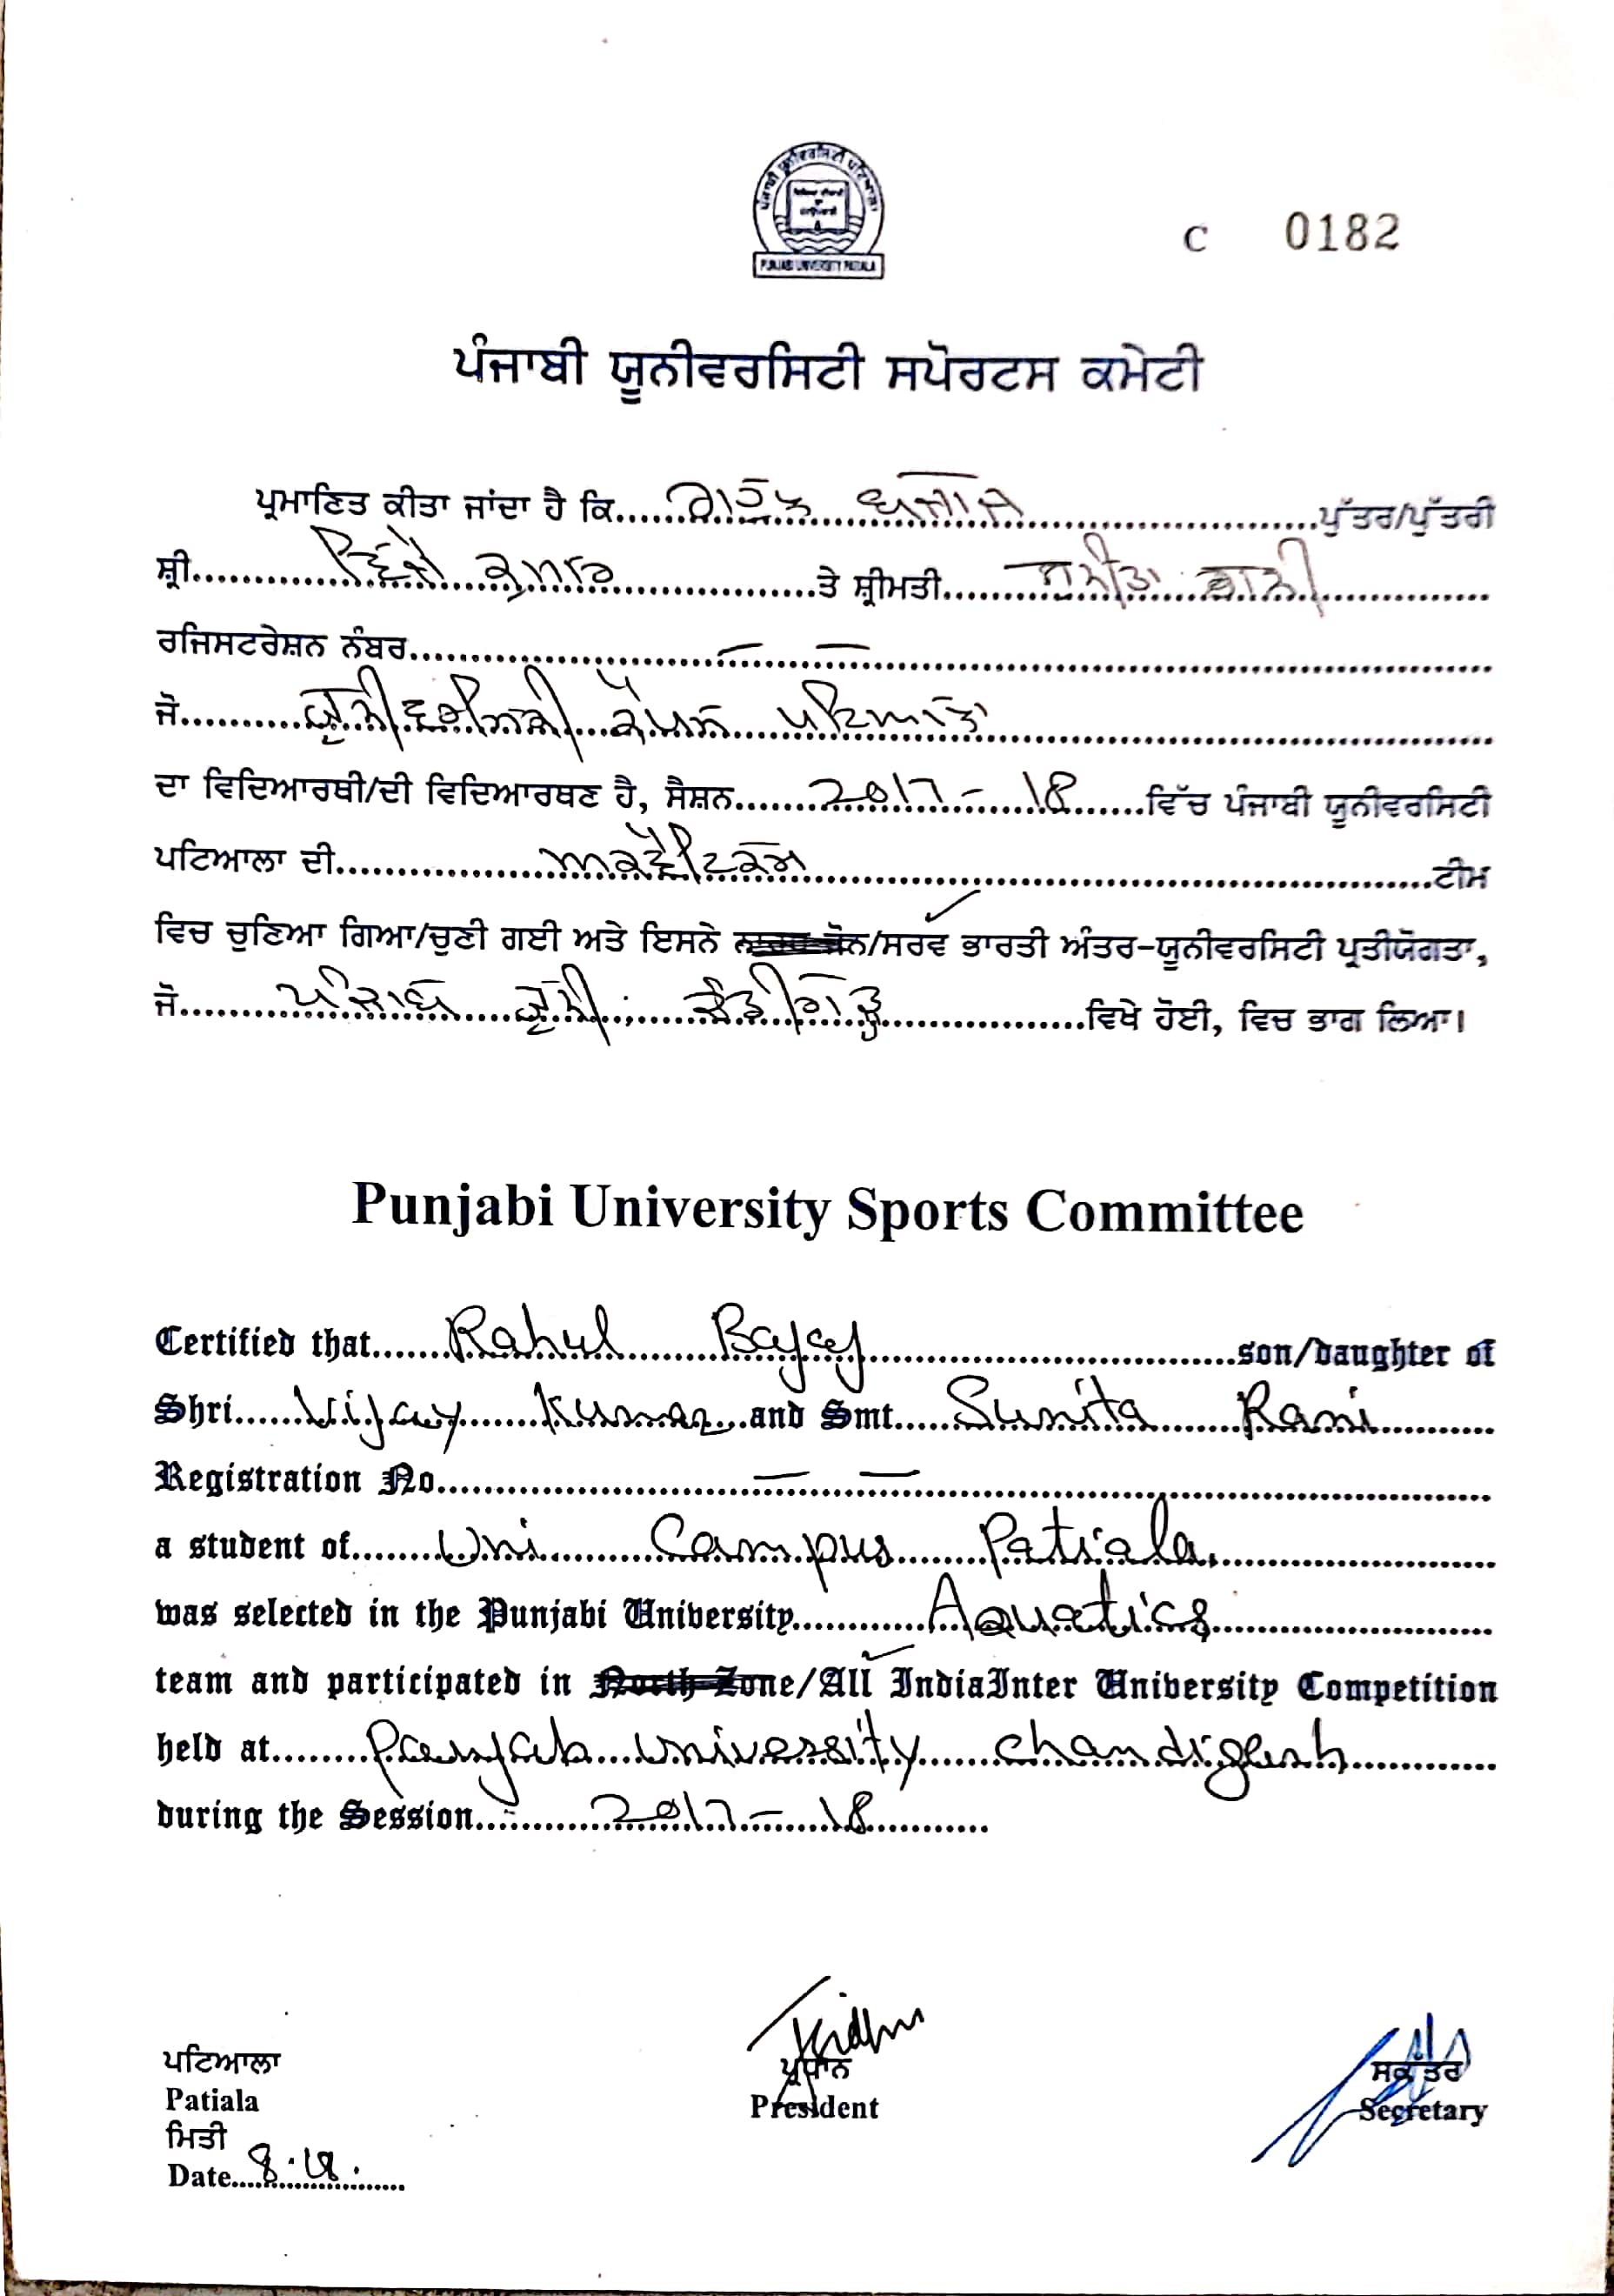 ਪੰਜਾਬੀ ਯੂਨੀਵਰਸਿਟੀ ਪਟਿਆਲਾ
PUNJABI UNIVERSITY PATIALA
C 0182
ਪੰਜਾਬੀ ਯੂਨੀਵਰਸਿਟੀ ਸਪੋਰਟਸ ਕਮੇਟੀ
ਪ੍ਰਮਾਣਿਤ ਕੀਤਾ ਜਾਂਦਾ ਹੈ ਕਿ......ਰਾਹੁਲ ਬਜਾਜ......ਪੁੱਤਰ/ਪੁੱਤਰੀ
ਸ਼੍ਰੀ......ਵਿਜੇ ਕੁਮਾਰ......ਤੇ ਸ਼੍ਰੀਮਤੀ......ਸੁਨੀਤਾ ਰਾਨੀ......
ਰਜਿਸਟਰੇਸ਼ਨ ਨੰਬਰ...... — — ......
ਜੋ......ਯੂਨੀਵਰਸਿਟੀ ਕੈਂਪਸ ਪਟਿਆਲਾ......
ਦਾ ਵਿਦਿਆਰਥੀ/ਦੀ ਵਿਦਿਆਰਥਣ ਹੈ, ਸੈਸ਼ਨ......2017-18......ਵਿੱਚ ਪੰਜਾਬੀ ਯੂਨੀਵਰਸਿਟੀ
ਪਟਿਆਲਾ ਦੀ......ਅਕੁਵੈਟਿਕਸ......ਟੀਮ
ਵਿਚ ਚੁਣਿਆ ਗਿਆ/ਚੁਣੀ ਗਈ ਅਤੇ ਇਸਨੇ ਨਾਰਥ ਜ਼ੋਨ/ਸਰਵ ਭਾਰਤੀ ਅੰਤਰ-ਯੂਨੀਵਰਸਿਟੀ ਪ੍ਰਤੀਯੋਗਤਾ,
ਜੋ......ਪੰਜਾਬ ਯੂਨੀ; ਚੰਡੀਗੜ੍ਹ......ਵਿਖੇ ਹੋਈ, ਵਿਚ ਭਾਗ ਲਿਆ।
Punjabi University Sports Committee
Certified that......Rahul Bajaj......son/daughter of
Shri......Vijay Kumar...and Smt.....Sunita Rani......
Registration No...... — — ......
a student of......Uni Campus Patiala......
was selected in the Punjabi University......Aquatics......
team and participated in North Zone/All IndiaInter University Competition
held at......Panjab University Chandigarh......
during the Session......2017-18......
ਪਟਿਆਲਾ
Patiala
ਮਿਤੀ
Date......
ਪ੍ਰਧਾਨ
President
ਸਕੱਤਰ
Secretary